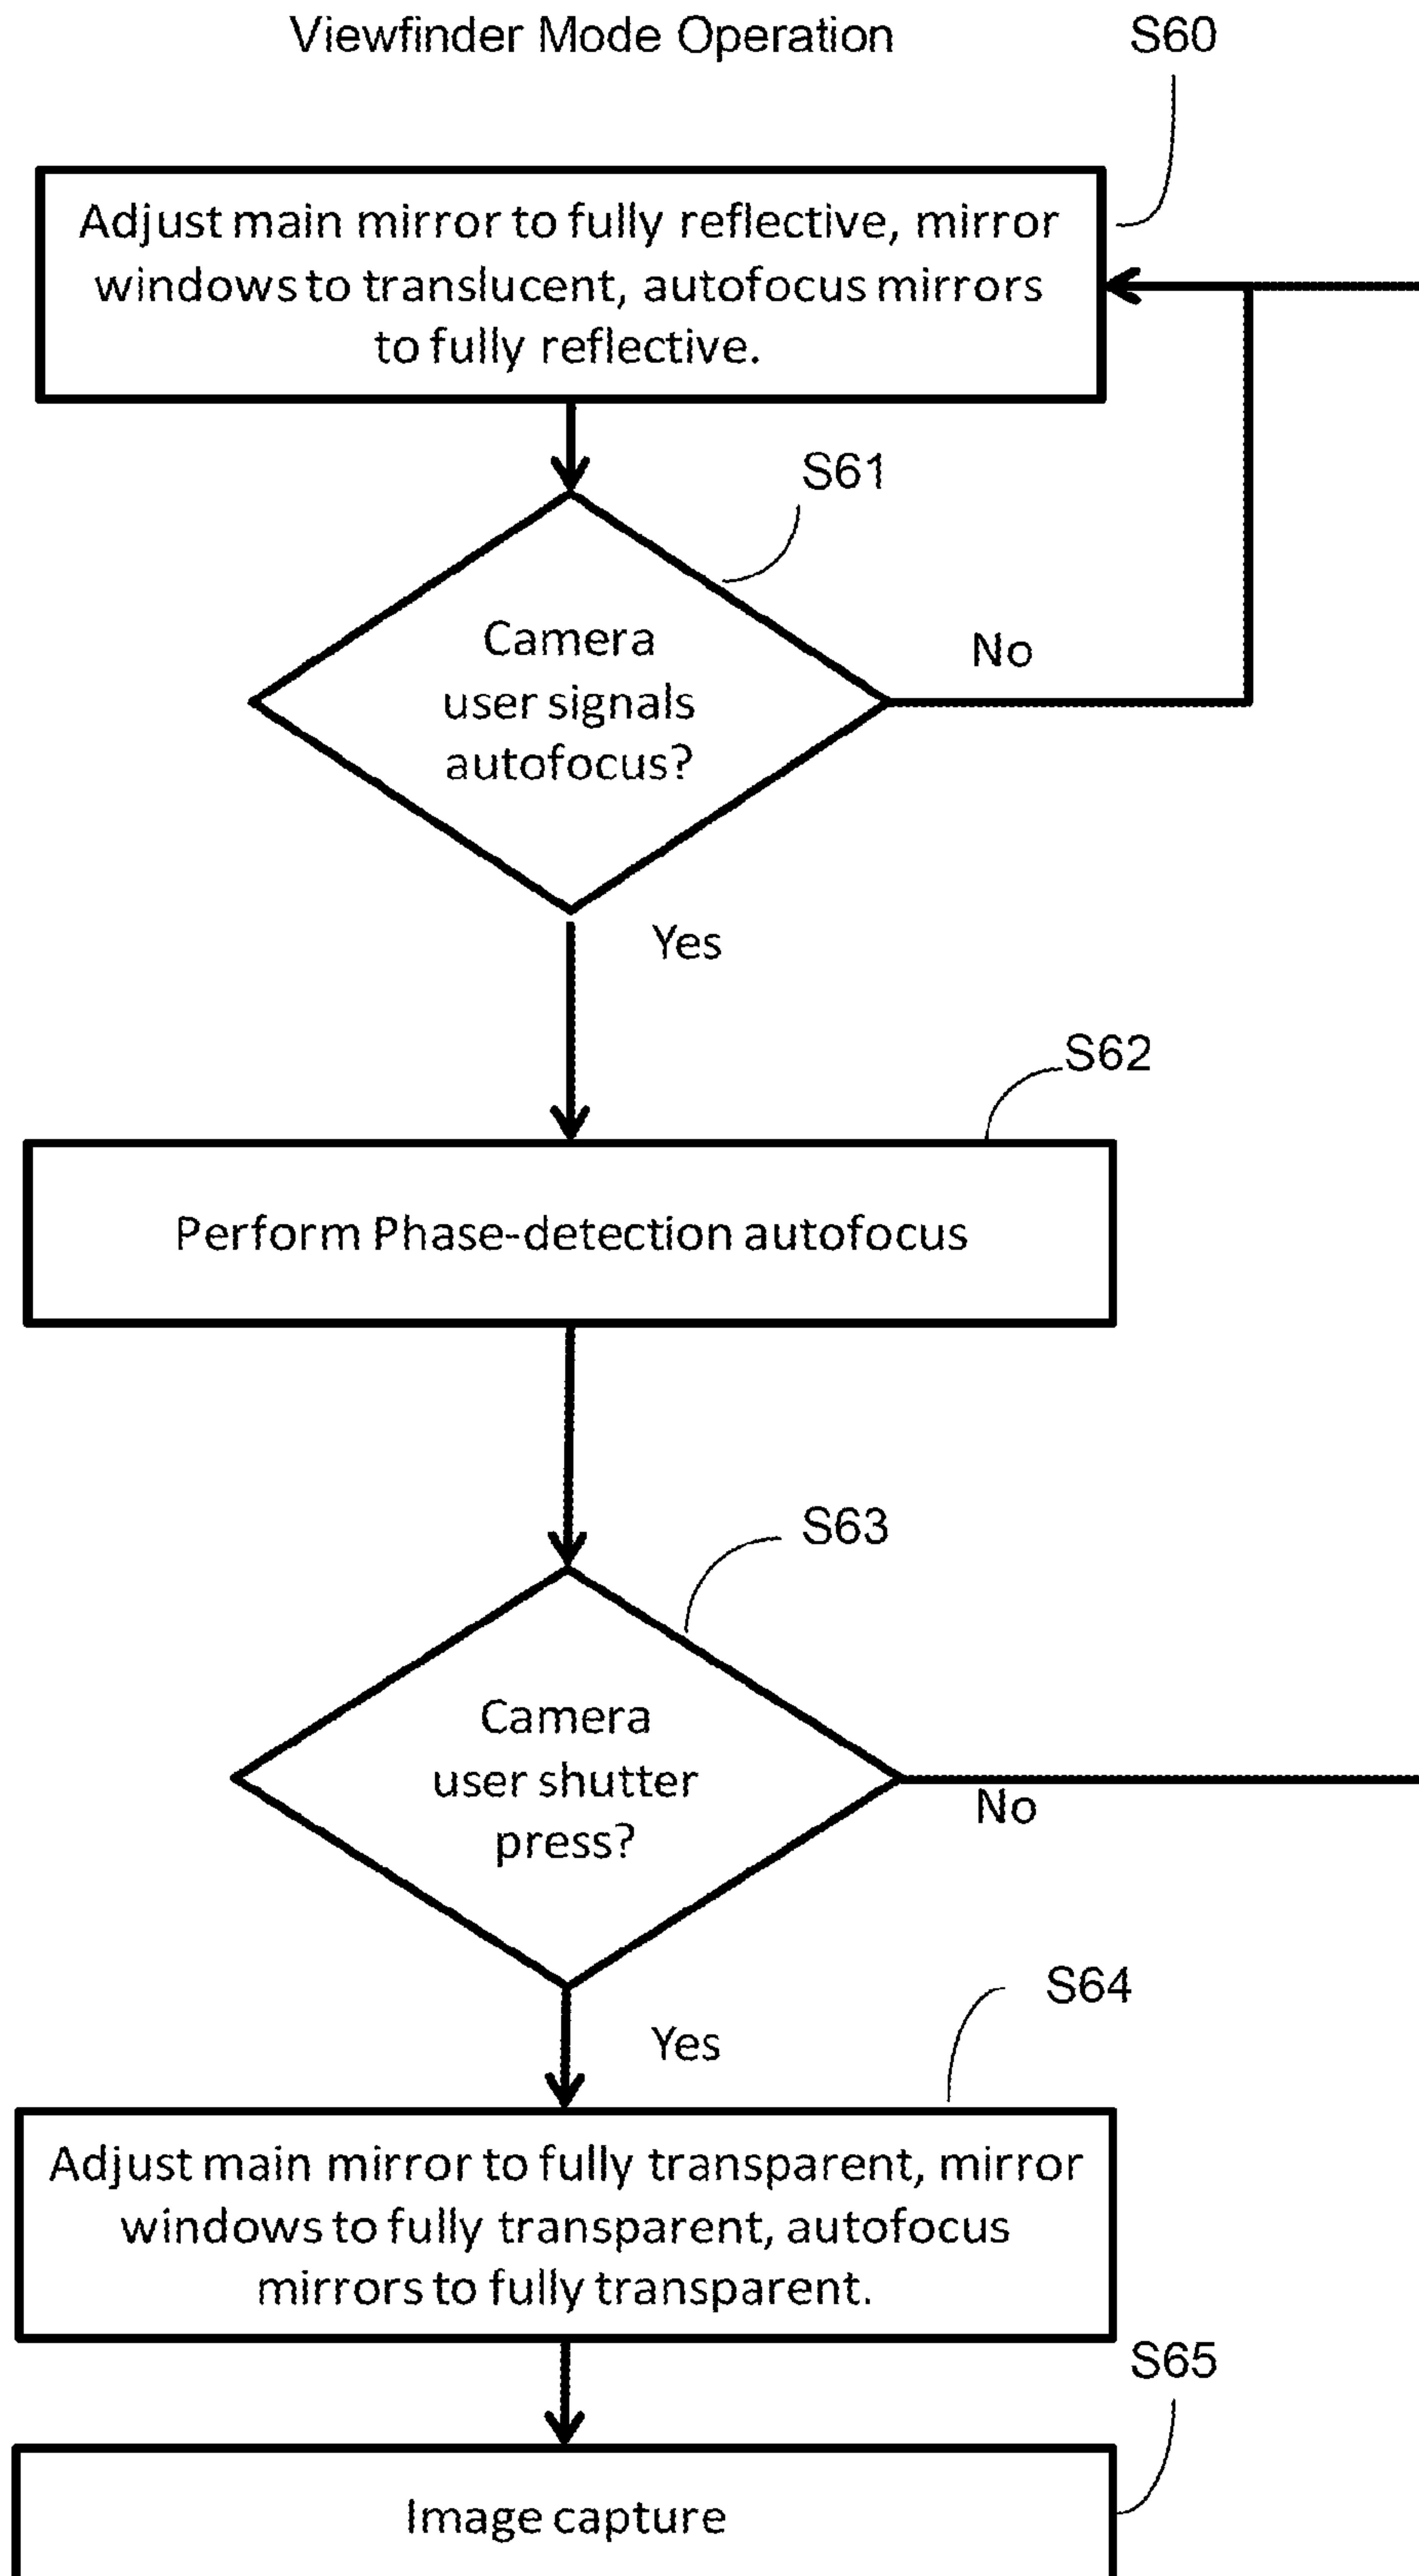 Viewfinder Mode Operation
S60
Adjust main mirror to fully reflective, mirror
windows to translucent, autofocus mirrors
to fully reflective.
S61
Camera
user signals
autofocus?
No
Yes
S62
Perform Phase-detection autofocus
S63
Camera
user shutter
press?
No
Yes
S64
Adjust main mirror to fully transparent, mirror
windows to fully transparent, autofocus
mirrors to fully transparent.
S65
Image capture